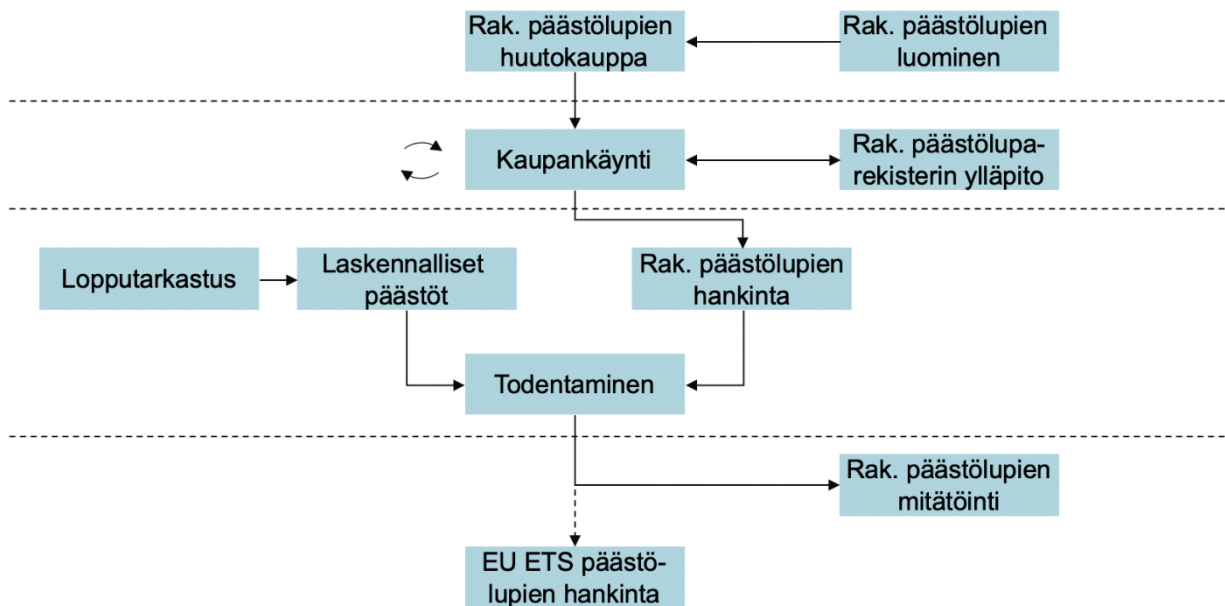 Rak. päästölupien
huutokauppa
Rak. päästölupien
luominen
Kaupankäynti
Rak. päästölupa-
rekisterin ylläpito
Lopputarkastus
Laskennalliset
päästöt
Rak. päästölupien
hankinta
Todentaminen
Rak. päästölupien
mitätöinti
EU ETS päästö-
lupien hankinta